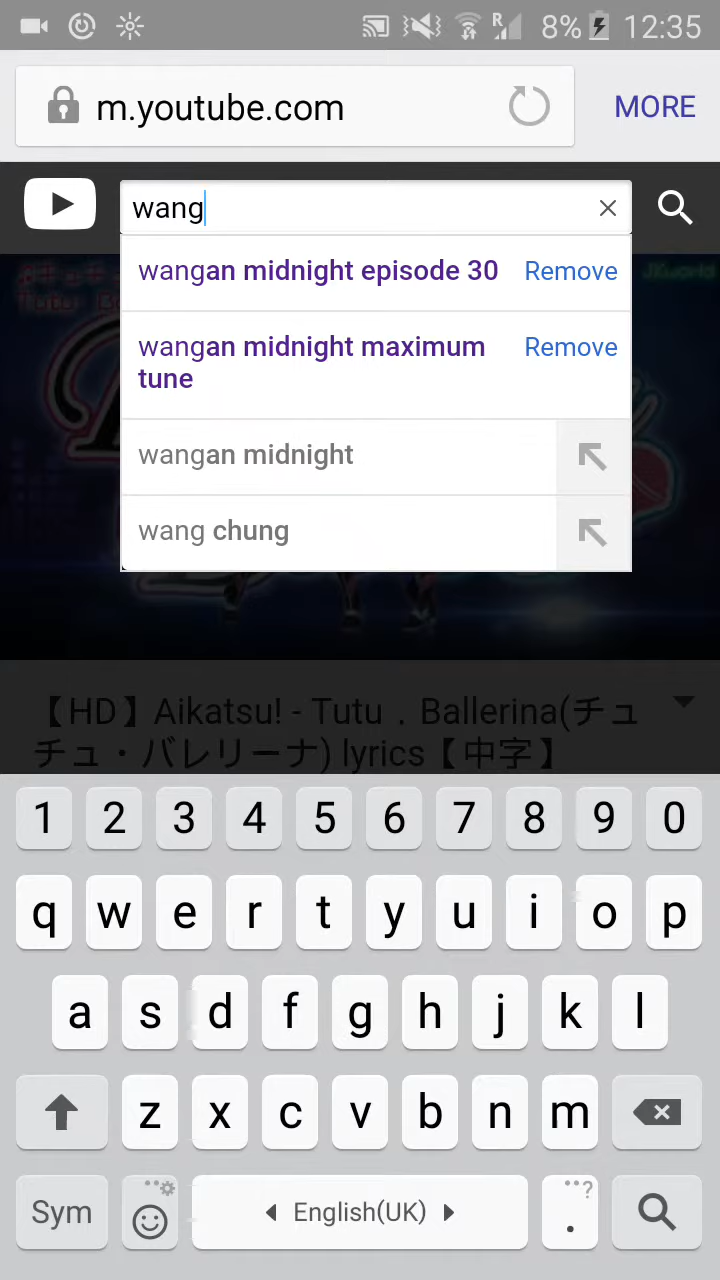 R 8% 12:35
m.youtube.com MORE
wang
wangan midnight episode 30 Remove
wangan midnight maximum Remove
tune
wangan midnight
wang chung
【HD】Aikatsu! - Tutu . Ballerina(チュ
チュ・バレリーナ) lyrics【中字】
1 2 3 4 5 6 7 8 9 0
q w e r t y u i o p
a s d f g h j k l
z x c v b n m
Sym English(UK) . ?